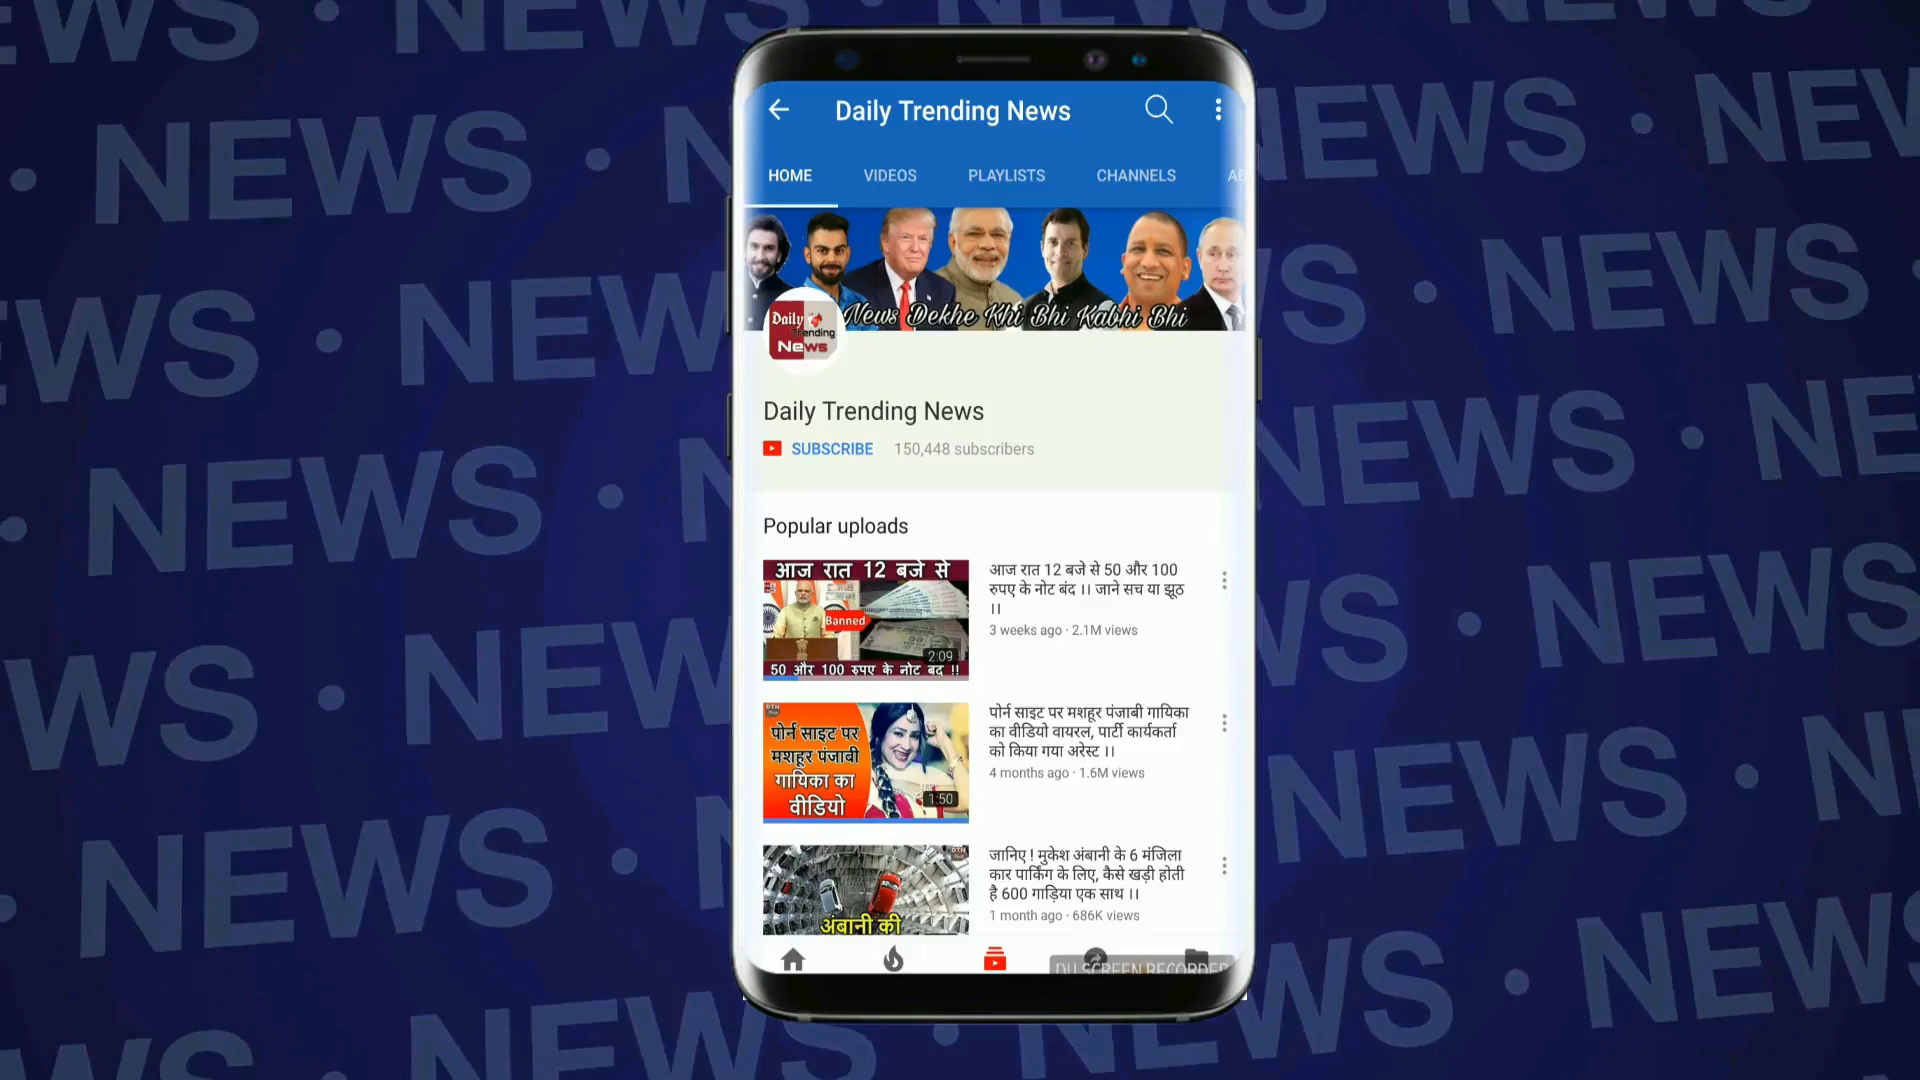 NEWS
Daily Trending News
HOME VIDEOS PLAYLISTS CHANNELS
News Dekhe Khi Bhi Kabhi Bhi
Daily
Trending
News
Daily Trending News
SUBSCRIBE 150,448 subscribers
Popular uploads
आज रात 12 बजे से
Banned
2:09
50 और 100 रुपए के नोट बंद !!
आज रात 12 बजे से 50 और 100
रुपए के नोट बंद ।। जाने सच या झूठ
।।
3 weeks ago · 2.1M views
DTN
पोर्न साइट पर
मशहूर पंजाबी
गायिका का
वीडियो
1:50
पोर्न साइट पर मशहूर पंजाबी गायिका
का वीडियो वायरल, पार्टी कार्यकर्ता
को किया गया अरेस्ट ।।
4 months ago · 1.6M views
DTN
अंबानी की
जानिए ! मुकेश अंबानी के 6 मंजिला
कार पार्किंग के लिए, कैसे खड़ी होती
है 600 गाड़िया एक साथ ।।
1 month ago · 686K views
DU SCREEN RECORDER